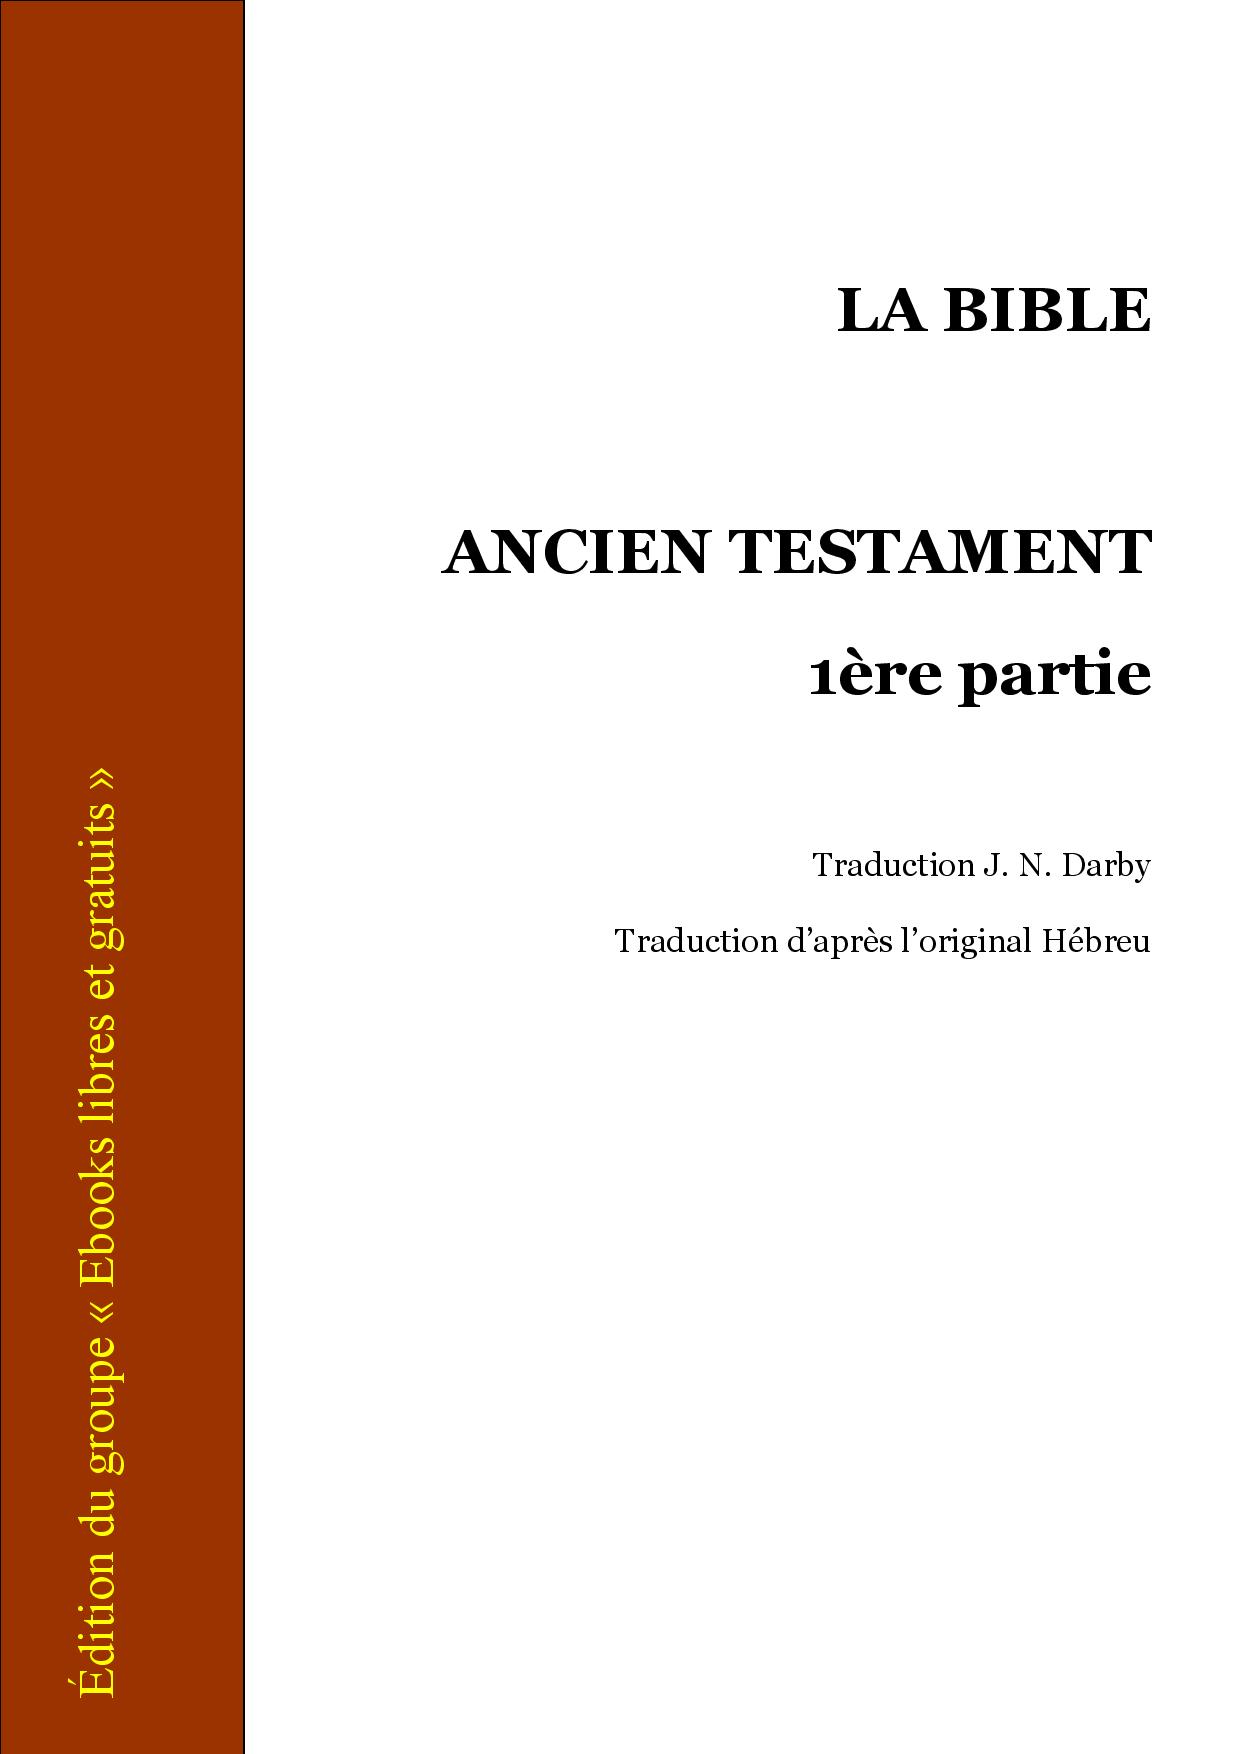 LA BIBLE
ANCIEN TESTAMENT
1ère partie
Traduction J. N. Darby
Traduction d’après l’original Hébreu
Édition du groupe « Ebooks libres et gratuits »